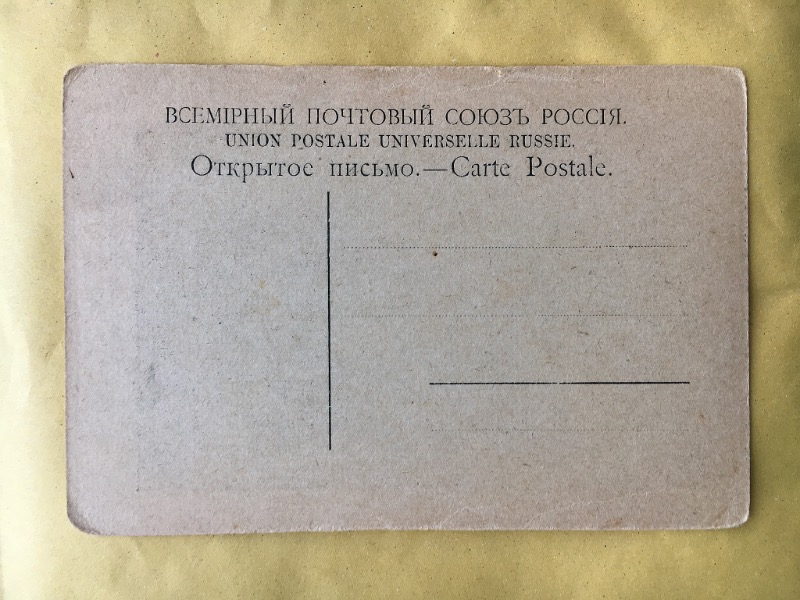 ВСЕМІРНЫЙ ПОЧТОВЫЙ СОЮЗЪ РОССІЯ.
UNION POSTALE UNIVERSELLE RUSSIE.
Открытое письмо.—Carte Postale.